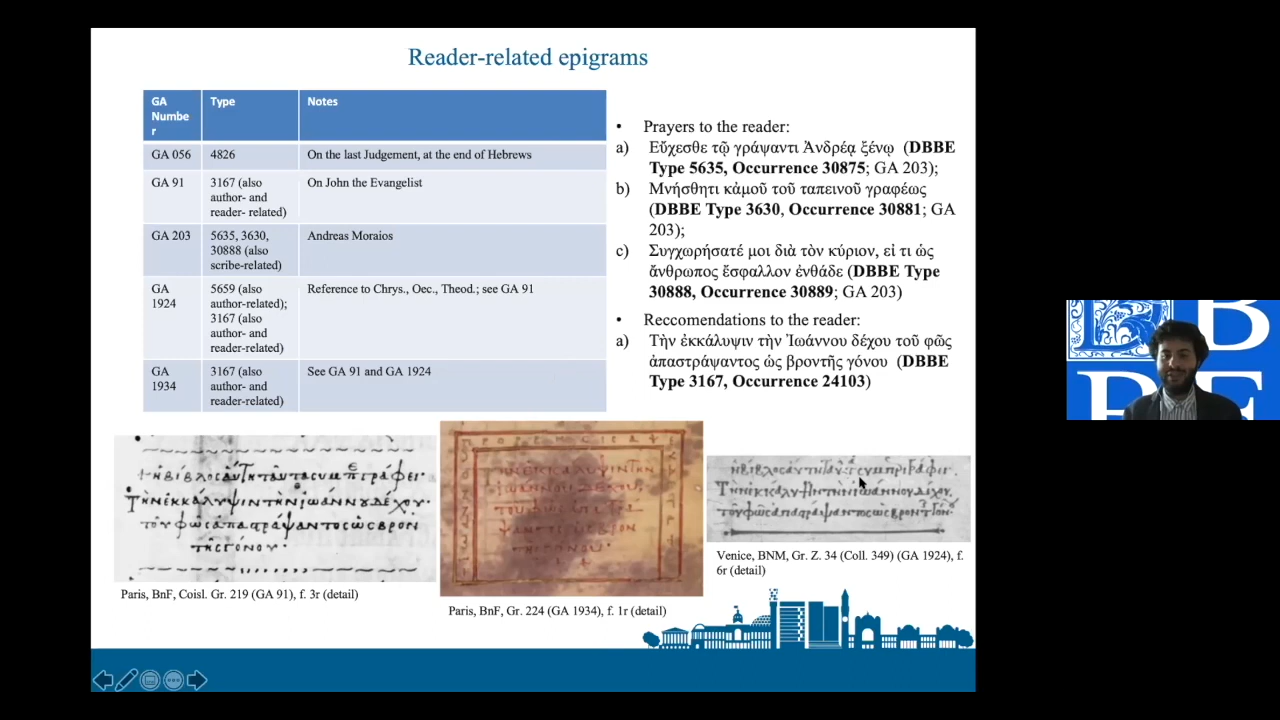 Reader-related epigrams
GA
Numbe
r
Type
Notes
GA 056
4826
On the last Judgement, at the end of Hebrews
GA 91
3167 (also
author- and
reader- related)
On John the Evangelist
GA 203
5635, 3630,
30888 (also
scribe-related)
Andreas Moraios
GA
1924
5659 (also
author-related);
3167 (also
author- and
reader-related)
Reference to Chrys., Oec., Theod.; see GA 91
GA
1934
3167 (also
author- and
reader-related)
See GA 91 and GA 1924
• Prayers to the reader:
a) Εὔχεσθε τῷ γράψαντι Ἀνδρέᾳ ξένῳ (DBBE
Type 5635, Occurrence 30875; GA 203);
b) Μνήσθητι κἀμοῦ τοῦ ταπεινοῦ γραφέως
(DBBE Type 3630, Occurrence 30881; GA
203);
c) Συγχωρήσατέ μοι διὰ τὸν κύριον, εἰ τι ὡς
ἄνθρωπος ἔσφαλλον ἐνθάδε (DBBE Type
30888, Occurrence 30889; GA 203)
• Reccomendations to the reader:
a) Τὴν ἐκκάλυψιν τὴν Ἰωάννου δέχου τοῦ φῶς
ἀπαστράψαντος ὡς βροντῆς γόνου (DBBE
Type 3167, Occurrence 24103)
Paris, BnF, Coisl. Gr. 219 (GA 91), f. 3r (detail)
Paris, BnF, Gr. 224 (GA 1934), f. 1r (detail)
Venice, BNM, Gr. Z. 34 (Coll. 349) (GA 1924), f.
6r (detail)
D B
B E